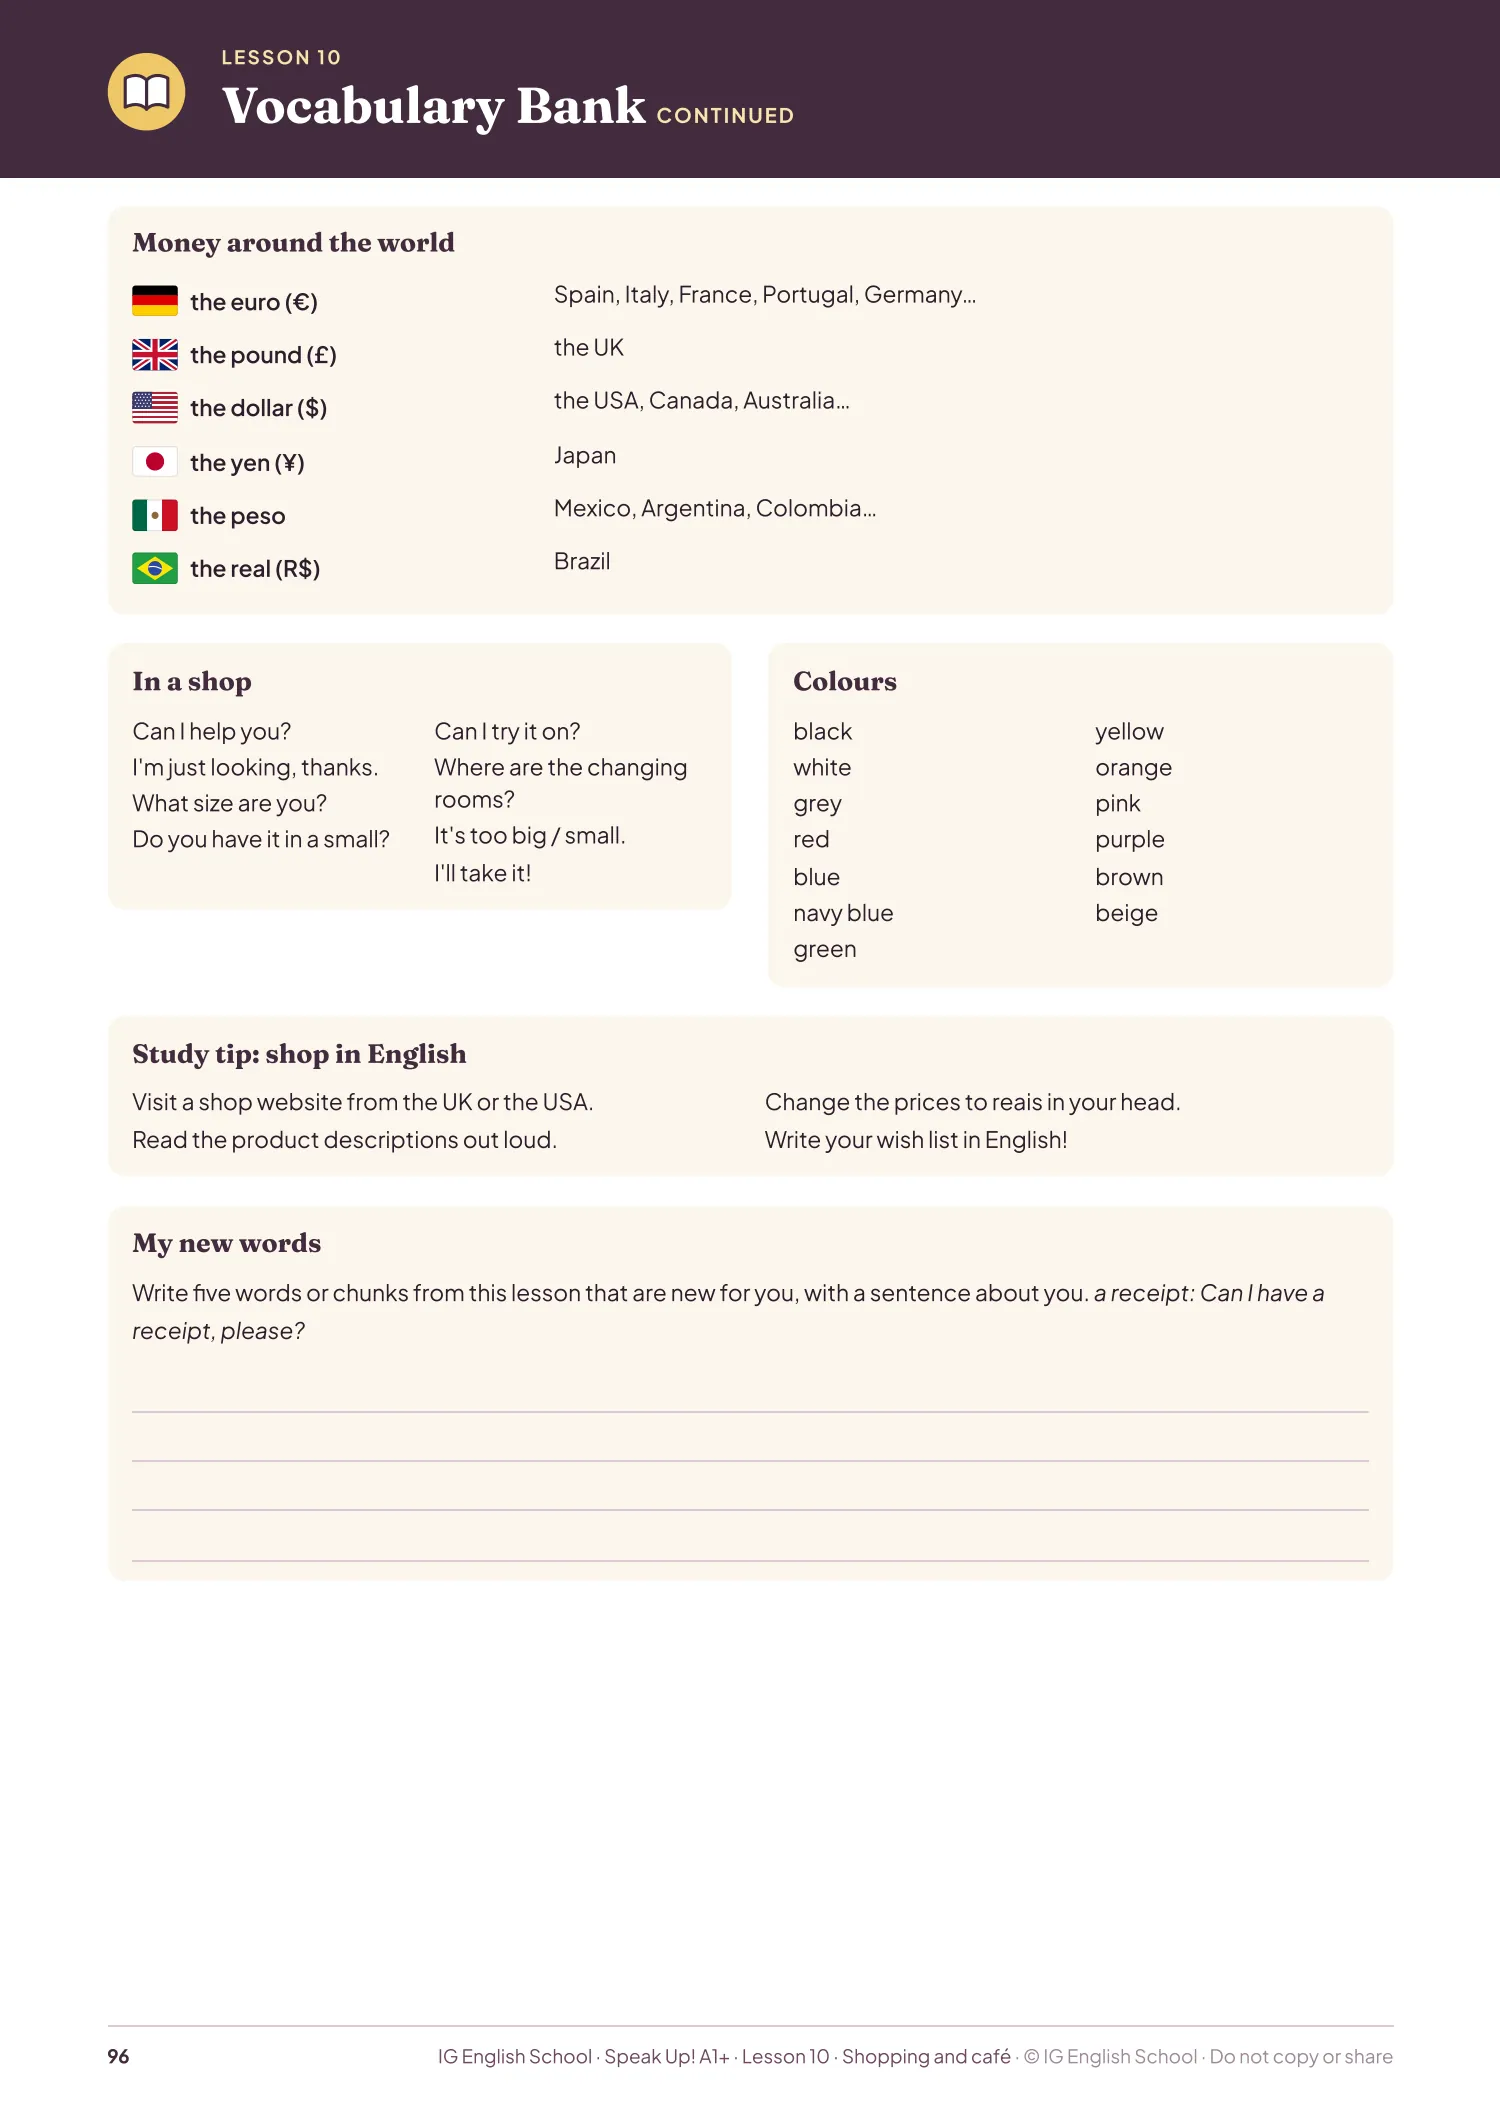 LESSON 10
Vocabulary Bank CONTINUED
Money around the world
the euro (€) Spain, Italy, France, Portugal, Germany...
the pound (£) the UK
the dollar ($) the USA, Canada, Australia...
the yen (¥) Japan
the peso Mexico, Argentina, Colombia...
the real (R$) Brazil
In a shop
Can I help you?
I'm just looking, thanks.
What size are you?
Do you have it in a small?
Can I try it on?
Where are the changing
rooms?
It's too big / small.
I'll take it!
Colours
black
white
grey
red
blue
navy blue
green
yellow
orange
pink
purple
brown
beige
Study tip: shop in English
Visit a shop website from the UK or the USA.
Read the product descriptions out loud.
Change the prices to reais in your head.
Write your wish list in English!
My new words
Write five words or chunks from this lesson that are new for you, with a sentence about you. a receipt: Can I have a
receipt, please?
96 IG English School · Speak Up! A1+ · Lesson 10 · Shopping and café · © IG English School · Do not copy or share